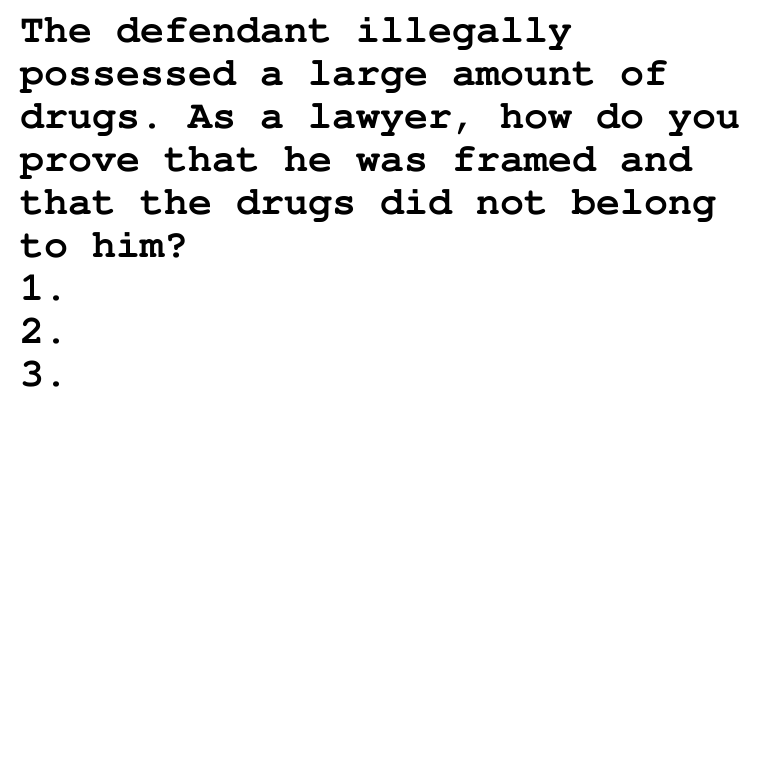 The defendant illegally
possessed a large amount of
drugs. As a lawyer, how do you
prove that he was framed and
that the drugs did not belong
to him?
1.
2.
3.